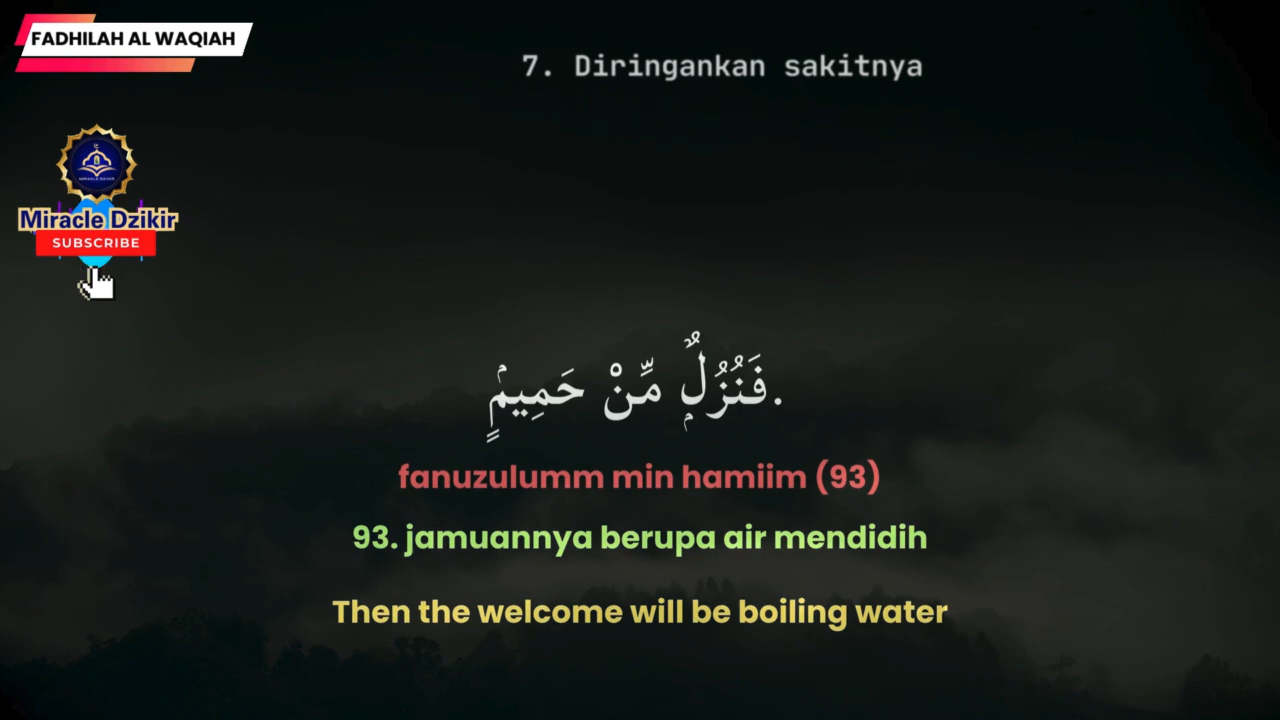 FADHILAH AL WAQIAH
7. Diringankan sakitnya
Miracle Dzikir
SUBSCRIBE
فَنُزُلٌۭ مِّنْ حَمِيمٍۢ.
fanuzulumm min hamiim (93)
93. jamuannya berupa air mendidih
Then the welcome will be boiling water